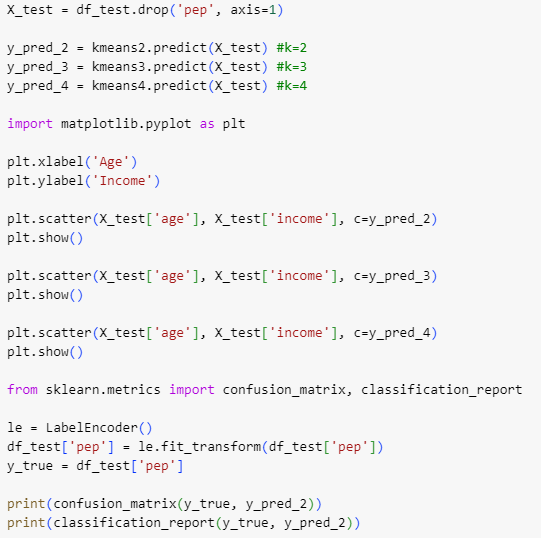 X_test = df_test.drop('pep', axis=1)
y_pred_2 = kmeans2.predict(X_test) #k=2
y_pred_3 = kmeans3.predict(X_test) #k=3
y_pred_4 = kmeans4.predict(X_test) #k=4
import matplotlib.pyplot as plt
plt.xlabel('Age')
plt.ylabel('Income')
plt.scatter(X_test['age'], X_test['income'], c=y_pred_2)
plt.show()
plt.scatter(X_test['age'], X_test['income'], c=y_pred_3)
plt.show()
plt.scatter(X_test['age'], X_test['income'], c=y_pred_4)
plt.show()
from sklearn.metrics import confusion_matrix, classification_report
le = LabelEncoder()
df_test['pep'] = le.fit_transform(df_test['pep'])
y_true = df_test['pep']
print(confusion_matrix(y_true, y_pred_2))
print(classification_report(y_true, y_pred_2))